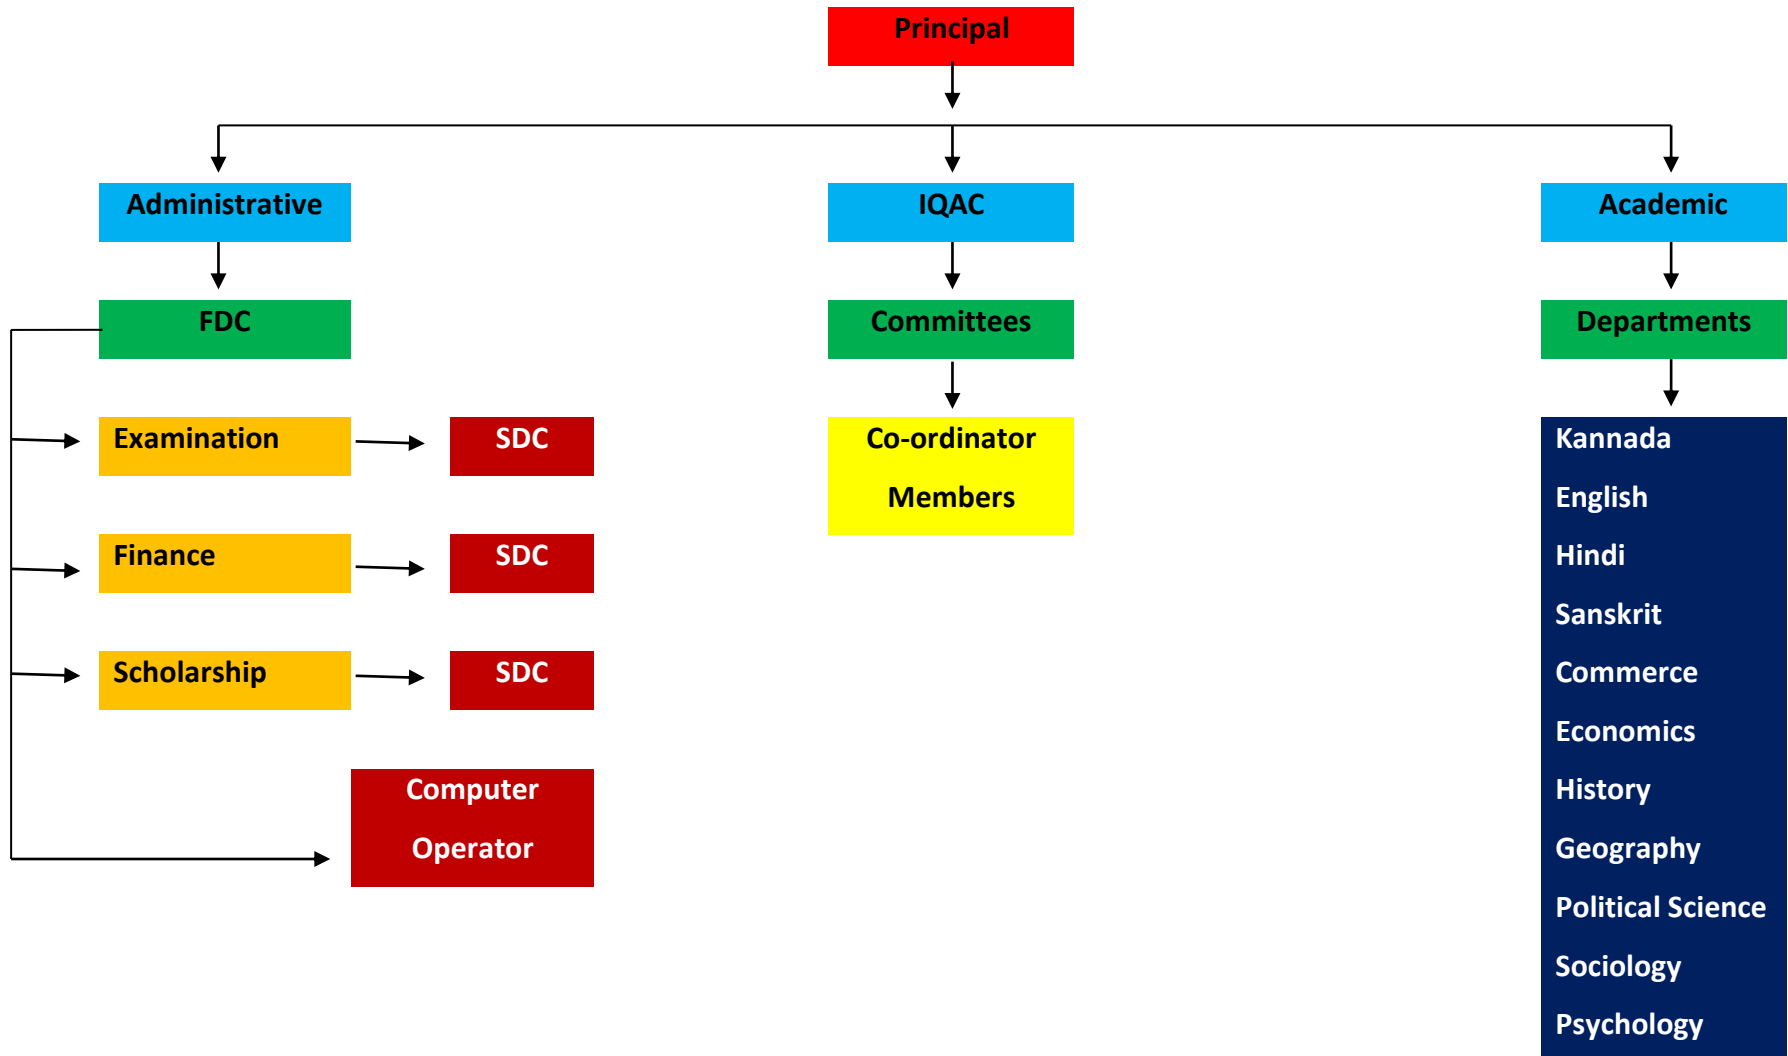 Principal
Administrative
IQAC
Academic
FDC
Committees
Departments
Examination
SDC
Finance
SDC
Scholarship
SDC
Computer
Operator
Co-ordinator
Members
Kannada
English
Hindi
Sanskrit
Commerce
Economics
History
Geography
Political Science
Sociology
Psychology